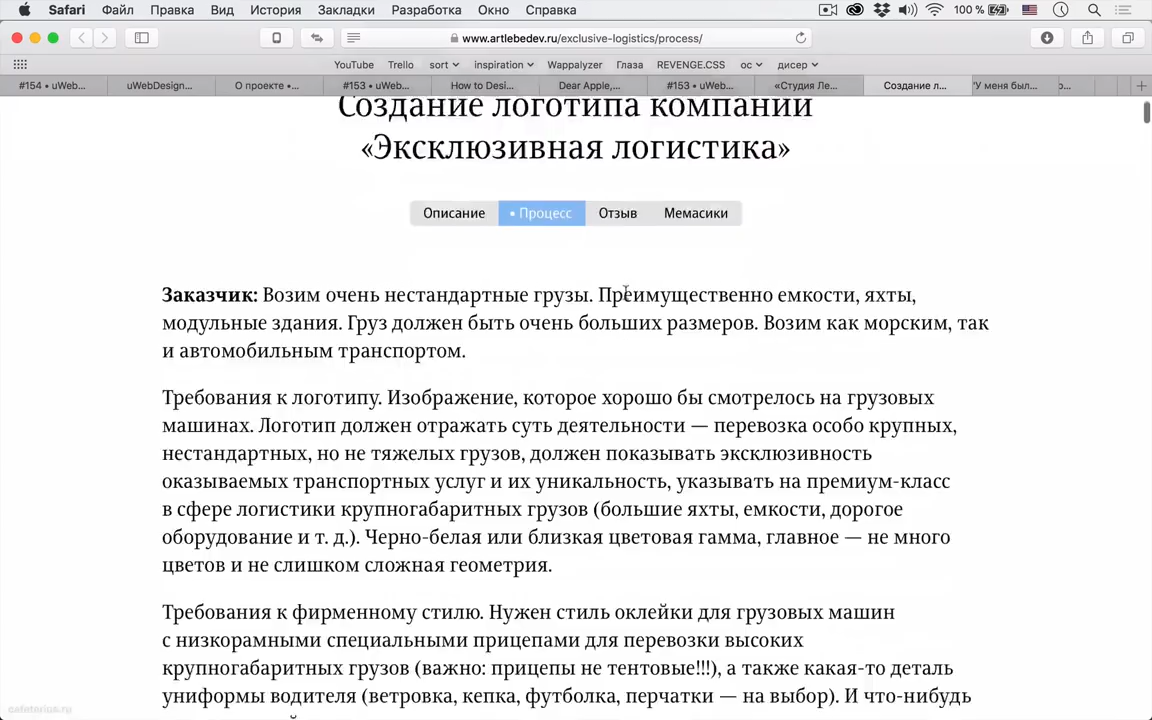 Safari Файл Правка Вид История Закладки Разработка Окно Справка 100 %
www.artlebedev.ru/exclusive-logistics/process/
YouTube Trello sort inspiration Wappalyzer Глаза REVENGE.CSS ос дисер
#154 • uWeb... uWebDesign... О проекте •... #153 • uWeb... How to Desi... Dear Apple,... #153 • uWeb... «Студия Ле... Создание л... "У меня был...
Создание логотипа компании
«Эксклюзивная логистика»
Описание • Процесс Отзыв Мемасики
Заказчик: Возим очень нестандартные грузы. Преимущественно емкости, яхты,
модульные здания. Груз должен быть очень больших размеров. Возим как морским, так
и автомобильным транспортом.
Требования к логотипу. Изображение, которое хорошо бы смотрелось на грузовых
машинах. Логотип должен отражать суть деятельности — перевозка особо крупных,
нестандартных, но не тяжелых грузов, должен показывать эксклюзивность
оказываемых транспортных услуг и их уникальность, указывать на премиум-класс
в сфере логистики крупногабаритных грузов (большие яхты, емкости, дорогое
оборудование и т. д.). Черно-белая или близкая цветовая гамма, главное — не много
цветов и не слишком сложная геометрия.
Требования к фирменному стилю. Нужен стиль оклейки для грузовых машин
с низкорамными специальными прицепами для перевозки высоких
крупногабаритных грузов (важно: прицепы не тентовые!!!), а также какая-то деталь
униформы водителя (ветровка, кепка, футболка, перчатки — на выбор). И что-нибудь
cafeterius.ru